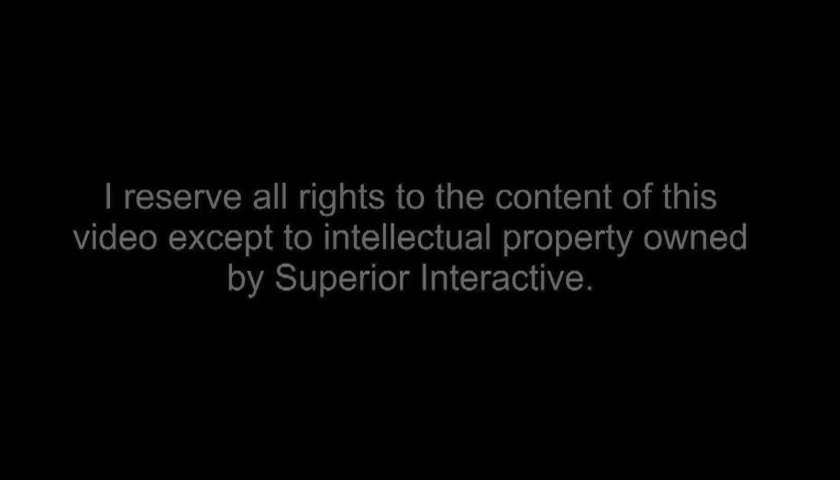 I reserve all rights to the content of this
video except to intellectual property owned
by Superior Interactive.